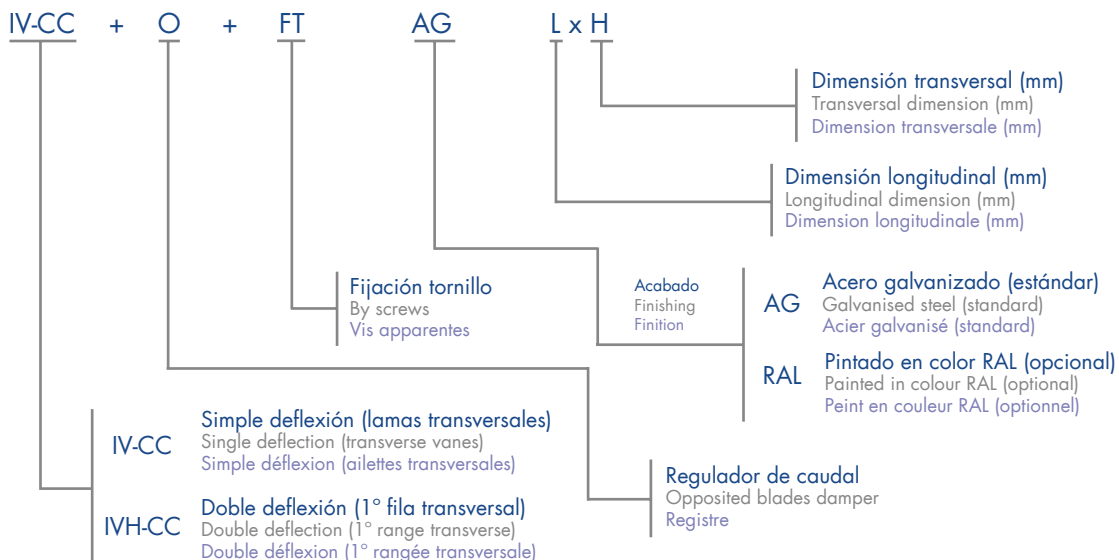 IV-CC + O + FT AG L x H
Dimensión transversal (mm)
Transversal dimension (mm)
Dimension transversale (mm)
Dimensión longitudinal (mm)
Longitudinal dimension (mm)
Dimension longitudinale (mm)
Fijación tornillo
By screws
Vis apparentes
Acabado
Finishing
Finition
AG
Acero galvanizado (estándar)
Galvanised steel (standard)
Acier galvanisé (standard)
RAL
Pintado en color RAL (opcional)
Painted in colour RAL (optional)
Peint en couleur RAL (optionnel)
IV-CC
Simple deflexión (lamas transversales)
Single deflection (transverse vanes)
Simple déflexion (ailettes transversales)
IVH-CC
Doble deflexión (1º fila transversal)
Double deflection (1º range transverse)
Double déflexion (1º rangée transversale)
Regulador de caudal
Opposited blades damper
Registre